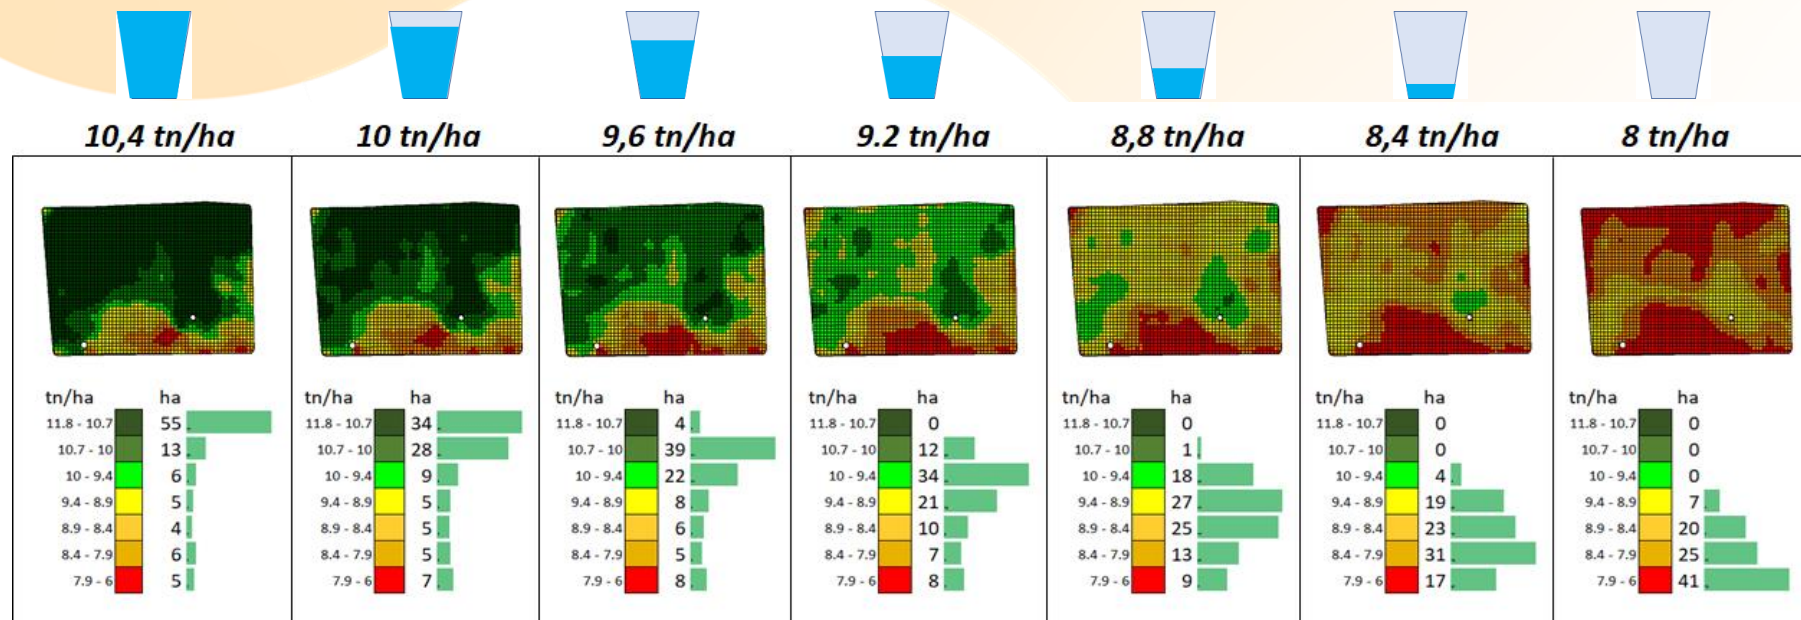 10,4 tn/ha 10 tn/ha 9,6 tn/ha 9.2 tn/ha 8,8 tn/ha 8,4 tn/ha 8 tn/ha
tn/ha ha tn/ha ha tn/ha ha tn/ha ha tn/ha ha tn/ha ha tn/ha ha
11.8 - 10.7 55 11.8 - 10.7 34 11.8 - 10.7 4 11.8 - 10.7 0 11.8 - 10.7 0 11.8 - 10.7 0 11.8 - 10.7 0
10.7 - 10 13 10.7 - 10 28 10.7 - 10 39 10.7 - 10 12 10.7 - 10 1 10.7 - 10 0 10.7 - 10 0
10 - 9.4 6 10 - 9.4 9 10 - 9.4 22 10 - 9.4 34 10 - 9.4 18 10 - 9.4 4 10 - 9.4 0
9.4 - 8.9 5 9.4 - 8.9 5 9.4 - 8.9 8 9.4 - 8.9 21 9.4 - 8.9 27 9.4 - 8.9 19 9.4 - 8.9 7
8.9 - 8.4 4 8.9 - 8.4 5 8.9 - 8.4 6 8.9 - 8.4 10 8.9 - 8.4 25 8.9 - 8.4 23 8.9 - 8.4 20
8.4 - 7.9 6 8.4 - 7.9 5 8.4 - 7.9 5 8.4 - 7.9 7 8.4 - 7.9 13 8.4 - 7.9 31 8.4 - 7.9 25
7.9 - 6 5 7.9 - 6 7 7.9 - 6 8 7.9 - 6 8 7.9 - 6 9 7.9 - 6 17 7.9 - 6 41